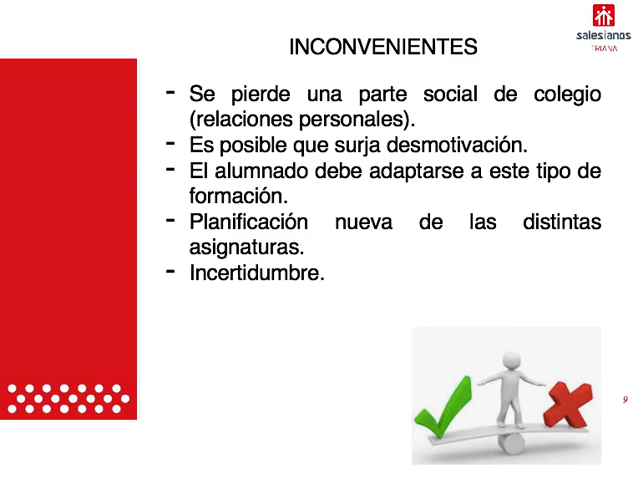 salesianos
TRIANA
INCONVENIENTES
- Se pierde una parte social de colegio
(relaciones personales).
- Es posible que surja desmotivación.
- El alumnado debe adaptarse a este tipo de
formación.
- Planificación nueva de las distintas
asignaturas.
- Incertidumbre.
9